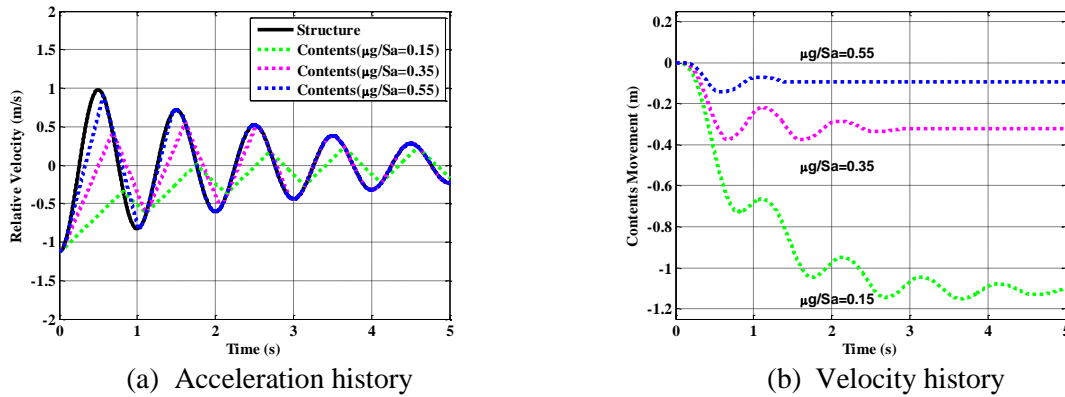 2
1.5
1
0.5
0
-0.5
-1
-1.5
-2
Relative Velocity (m/s)
0 1 2 3 4 5
Time (s)
Structure
Contents(µg/Sa=0.15)
Contents(µg/Sa=0.35)
Contents(µg/Sa=0.55)
(a) Acceleration history
0.2
0
-0.2
-0.4
-0.6
-0.8
-1
-1.2
Contents Movement (m)
µg/Sa=0.55
µg/Sa=0.35
µg/Sa=0.15
0 1 2 3 4 5
Time (s)
(b) Velocity history